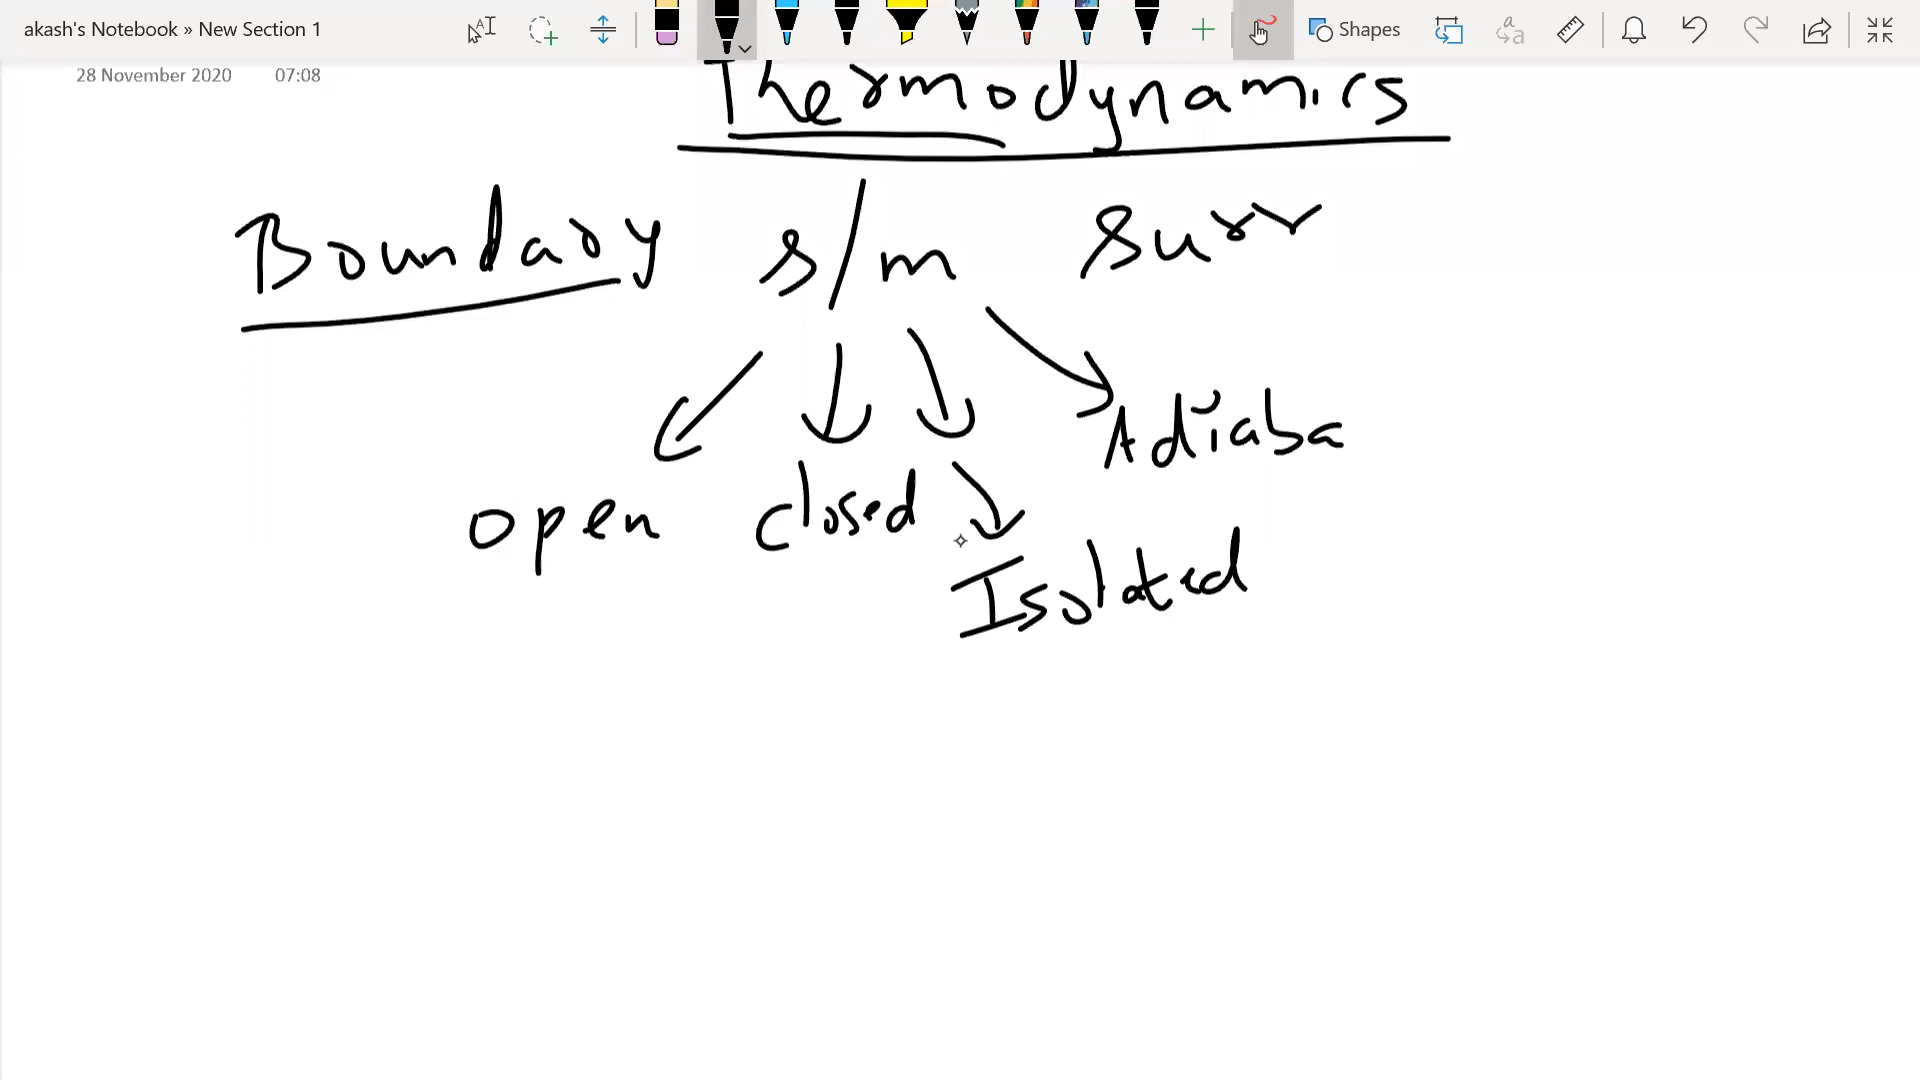 akash's Notebook » New Section 1
Shapes
28 November 2020 07:08
Thermodynamics
Boundary s/m Surr
Adiaba
open closed
Isolated